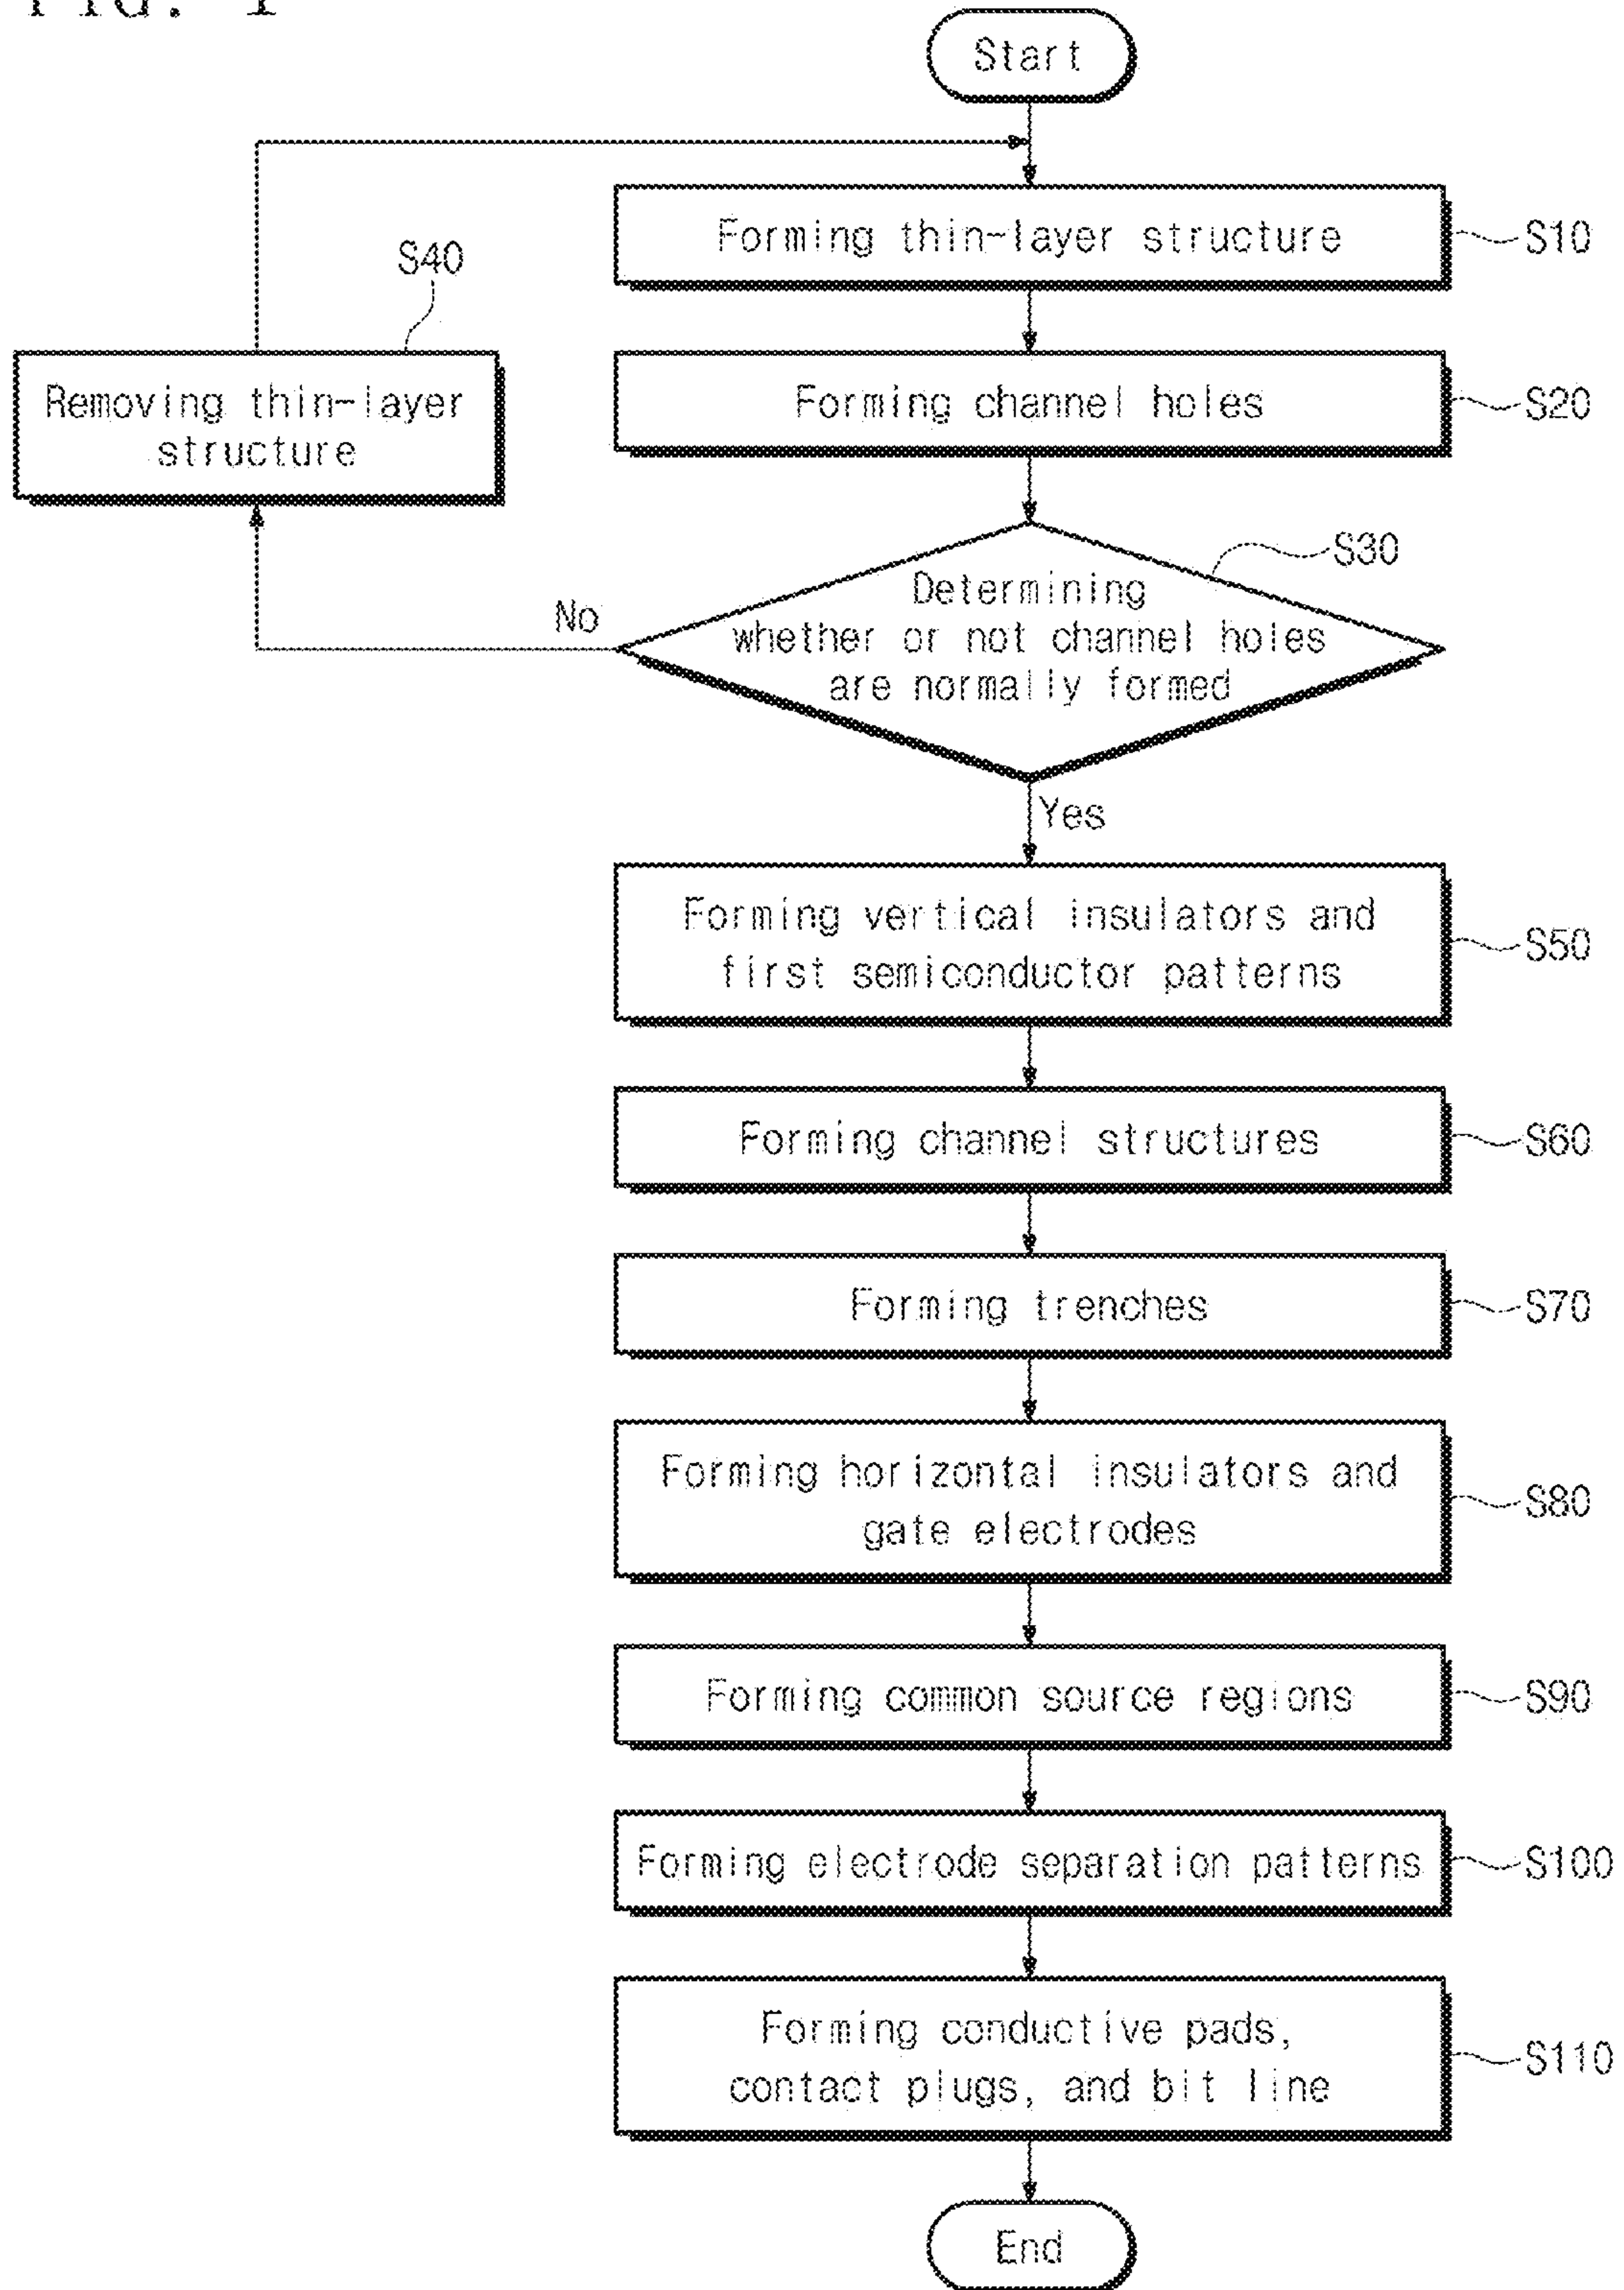 Start
Forming thin-layer structure
S10
S40
Removing thin-layer
structure
Forming channel holes
S20
S30
Determining
whether or not channel holes
are normally formed
No
Yes
Forming vertical insulators and
first semiconductor patterns
S50
Forming channel structures
S60
Forming trenches
S70
Forming horizontal insulators and
gate electrodes
S80
Forming common source regions
S90
Forming electrode separation patterns
S100
Forming conductive pads,
contact plugs, and bit line
S110
End